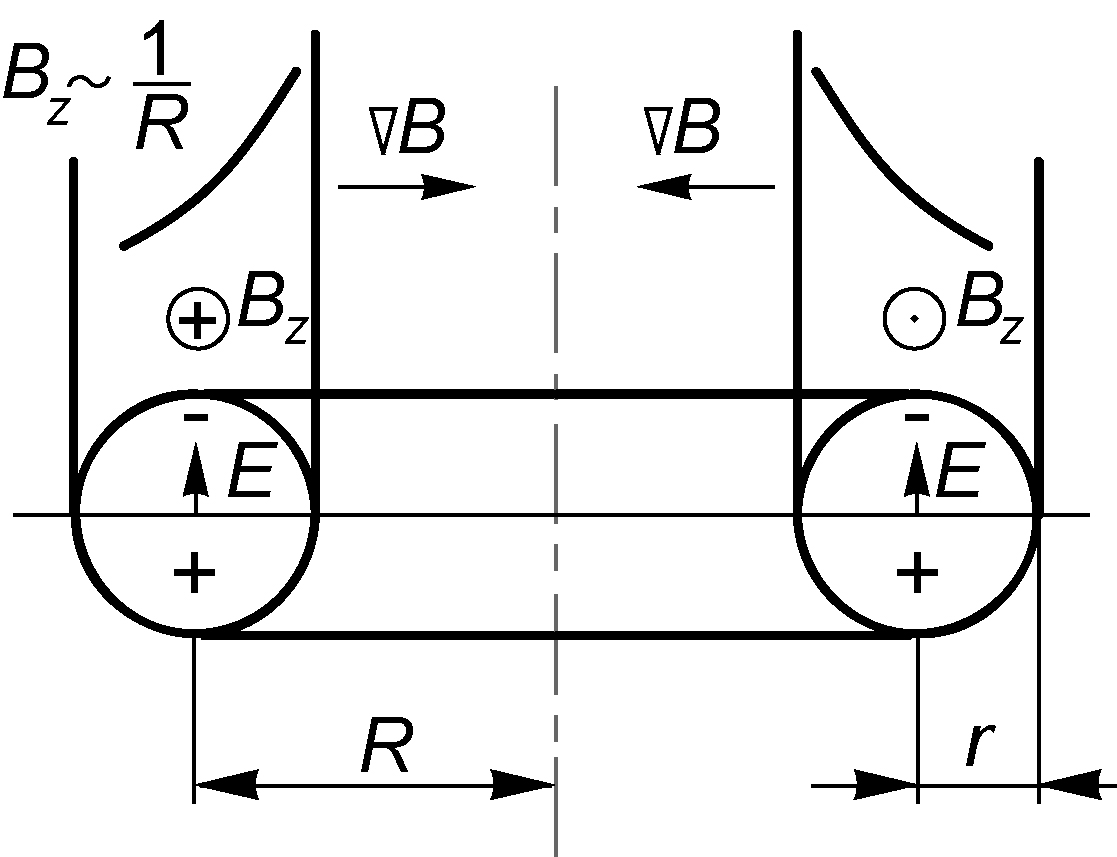 B_z ~ 1/R
∇B ∇B
⊕ B_z ⊙ B_z
- -
E E
+ +
R r